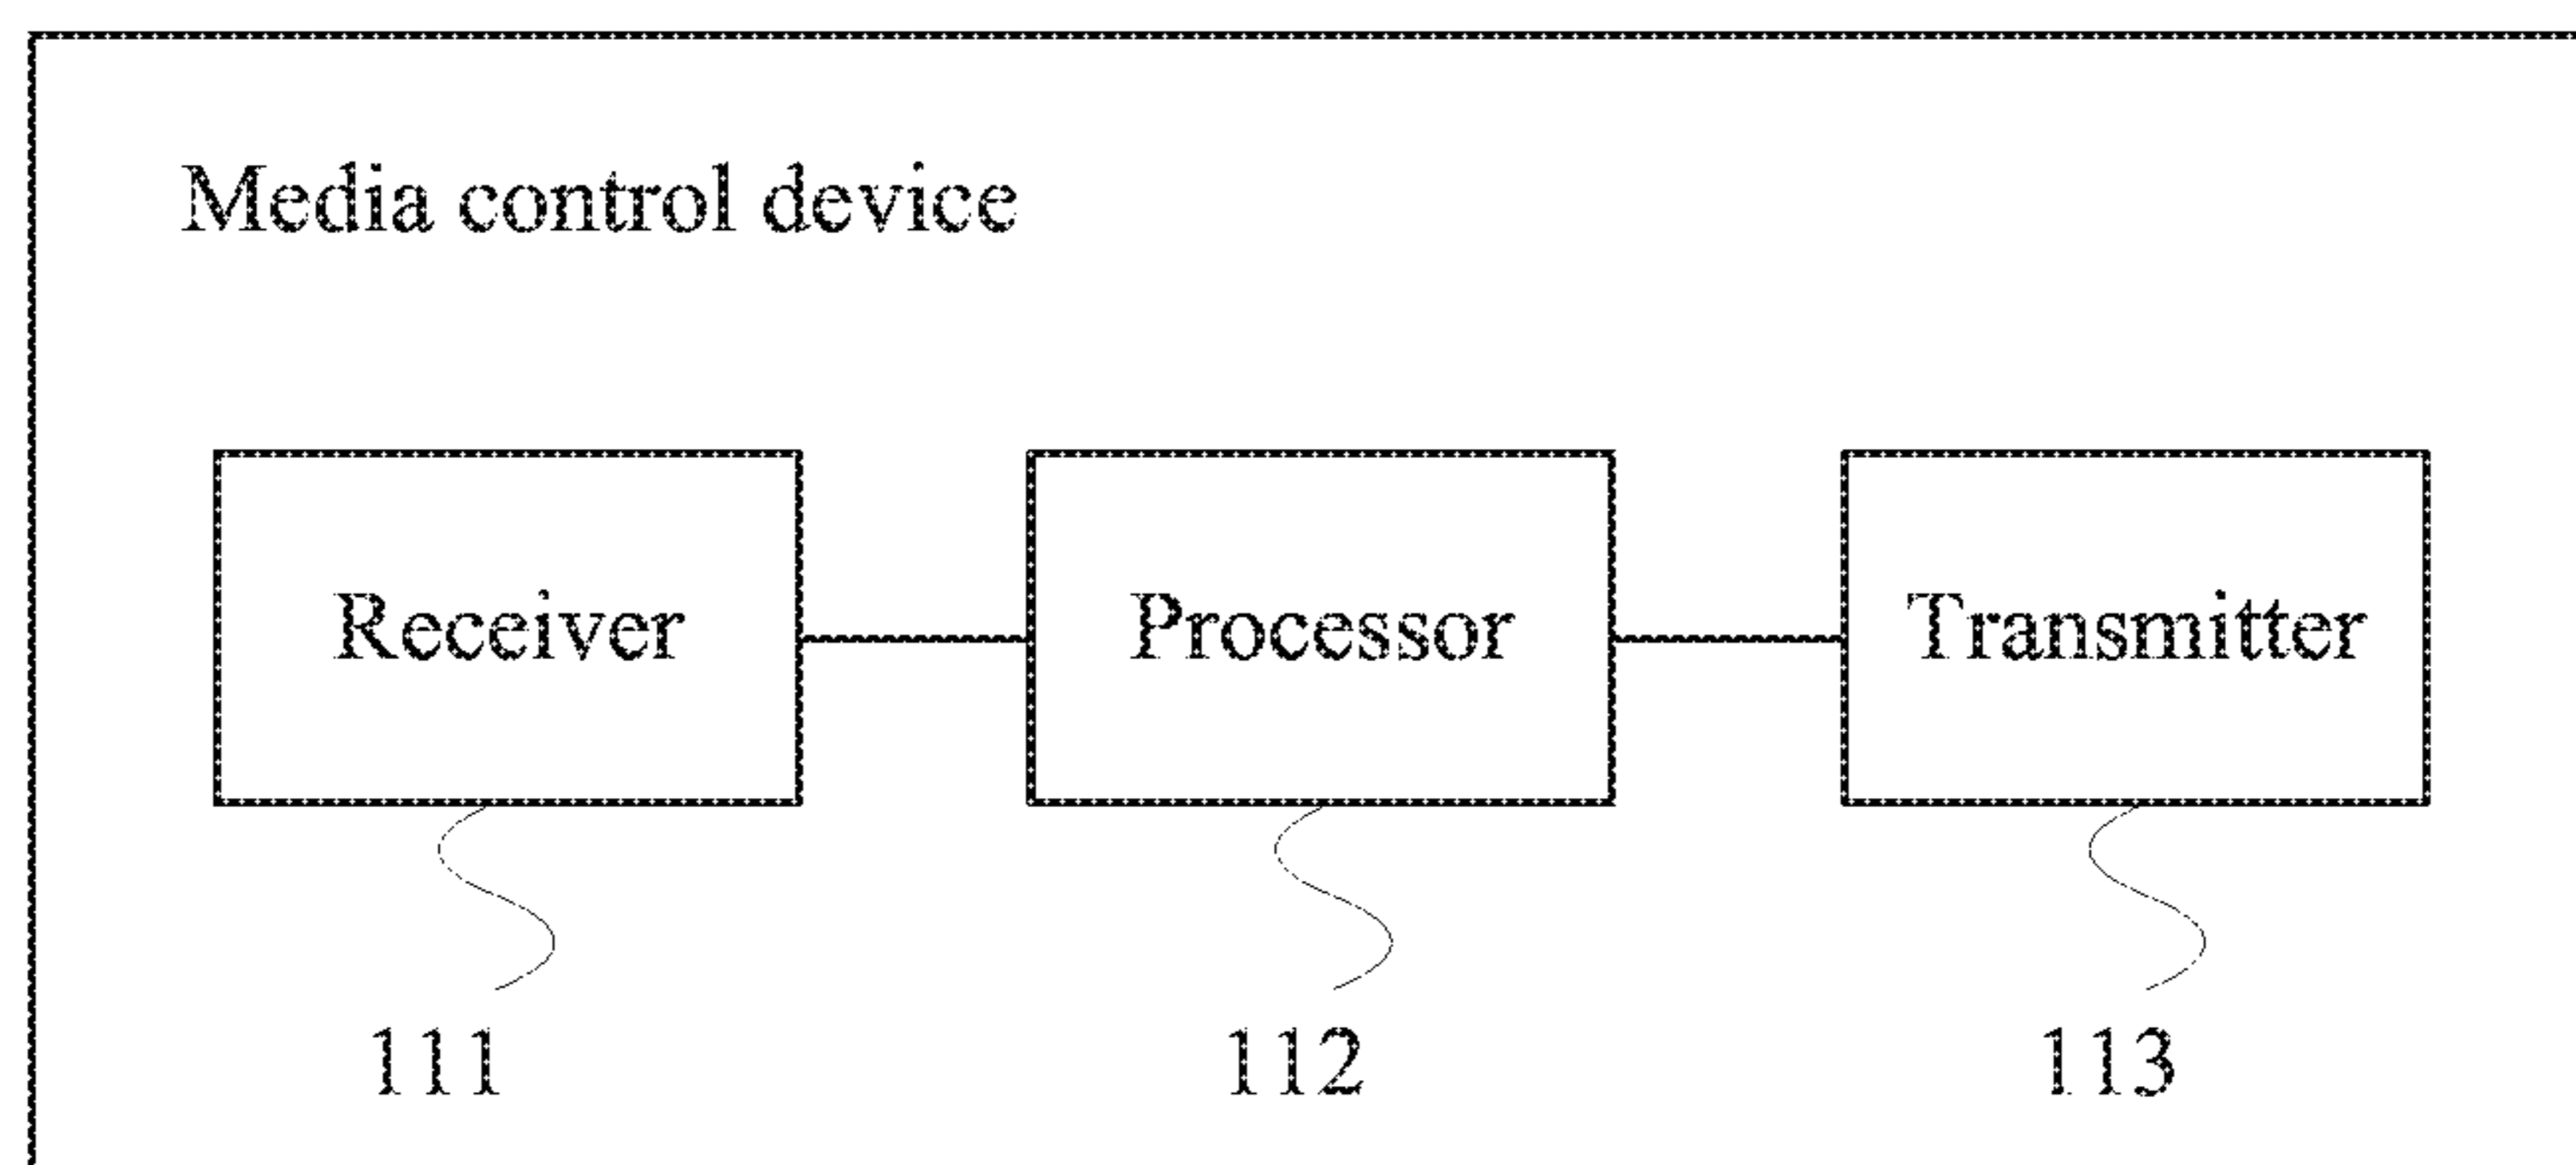 Media control device
Receiver Processor Transmitter
111 112 113